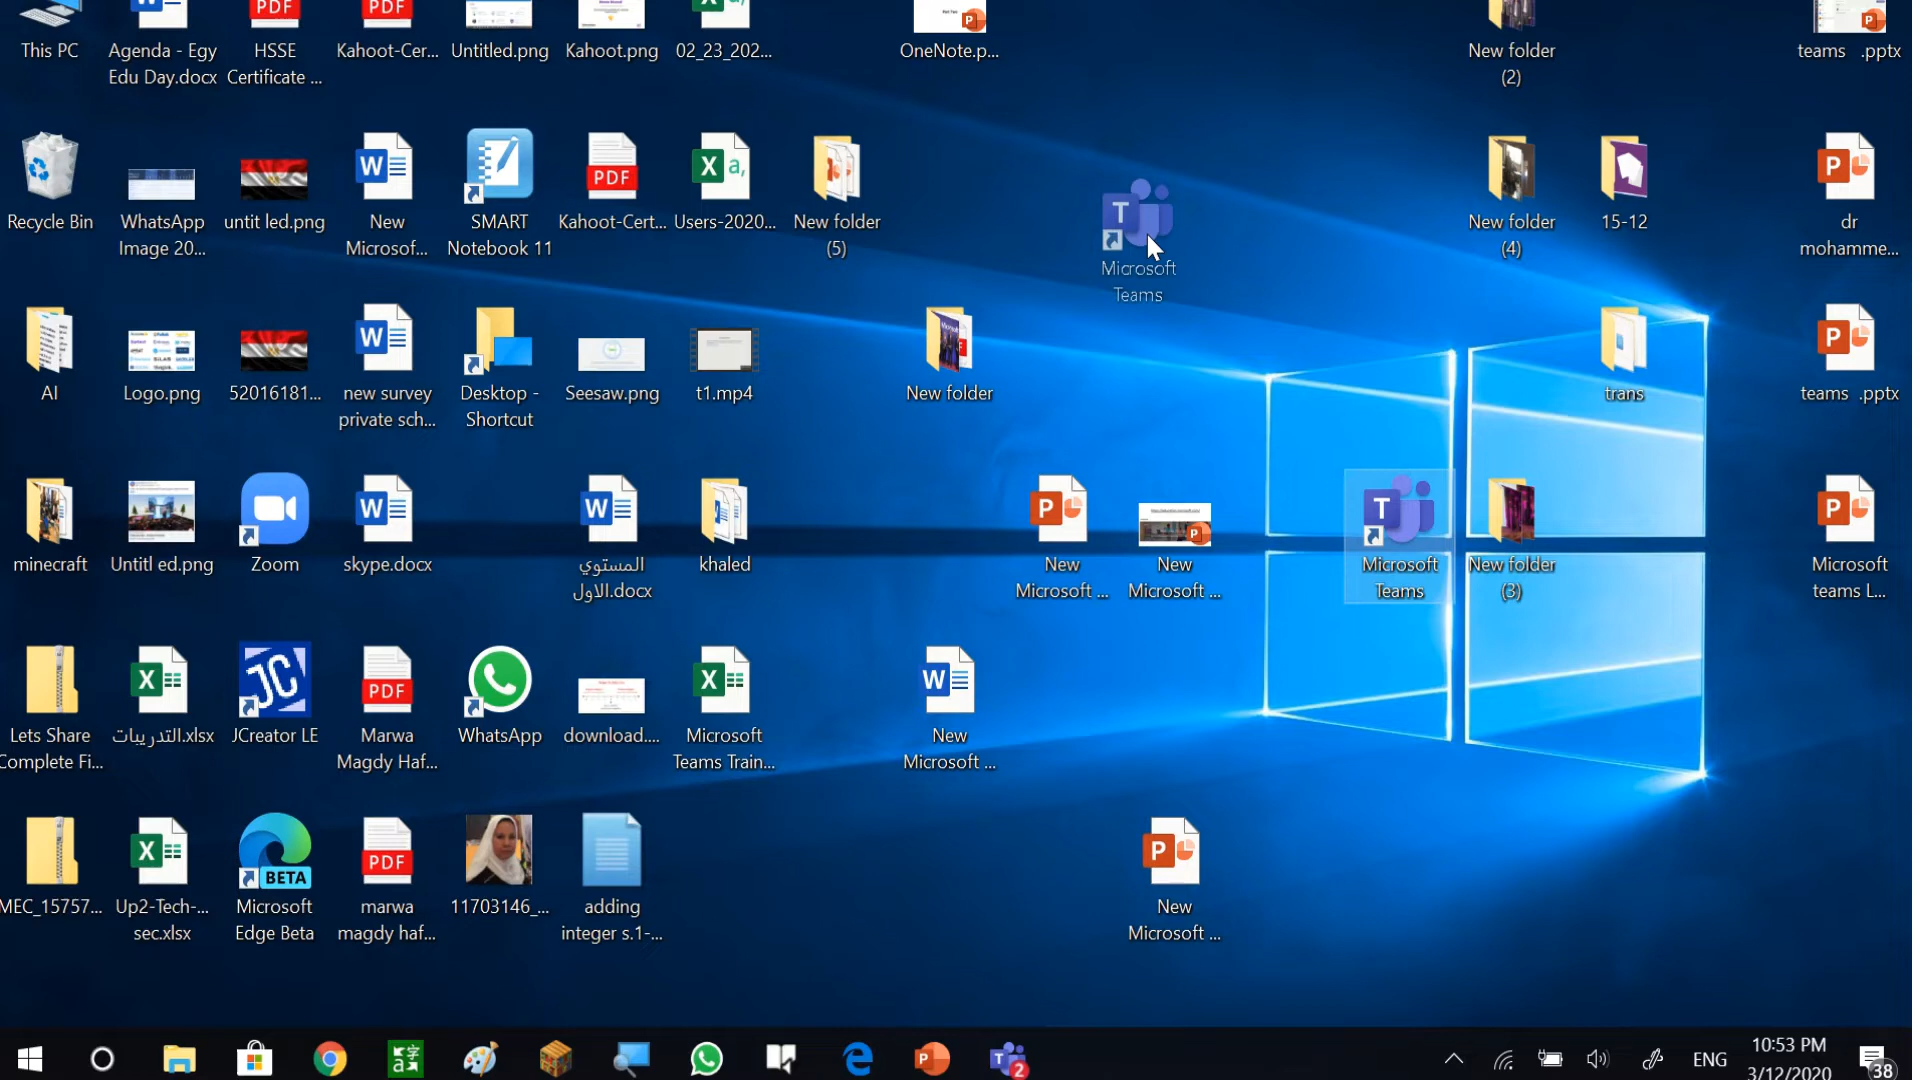 This PC
Agenda - Egy
Edu Day.docx
HSSE
Certificate ...
Kahoot-Cer...
Untitled.png
Kahoot.png
02_23_202...
OneNote.p...
New folder
(2)
teams .pptx
Recycle Bin
WhatsApp
Image 20...
untit led.png
New
Microsof...
SMART
Notebook 11
Kahoot-Cert...
Users-2020...
New folder
(5)
Microsoft
Teams
New folder
(4)
15-12
dr
mohamme...
AI
Logo.png
52016181...
new survey
private sch...
Desktop -
Shortcut
Seesaw.png
t1.mp4
New folder
trans
teams .pptx
minecraft
Untitl ed.png
Zoom
skype.docx
المستوي
الاول.docx
khaled
New
Microsoft ...
New
Microsoft ...
Microsoft
Teams
New folder
(3)
Microsoft
teams L...
Lets Share
Complete Fi...
التدريبات.xlsx
JCreator LE
Marwa
Magdy Haf...
WhatsApp
download....
Microsoft
Teams Train...
New
Microsoft ...
MEC_15757...
Up2-Tech-...
sec.xlsx
BETA
Microsoft
Edge Beta
marwa
magdy haf...
11703146_...
adding
integer s.1-...
New
Microsoft ...
ENG
10:53 PM
3/12/2020
38
2